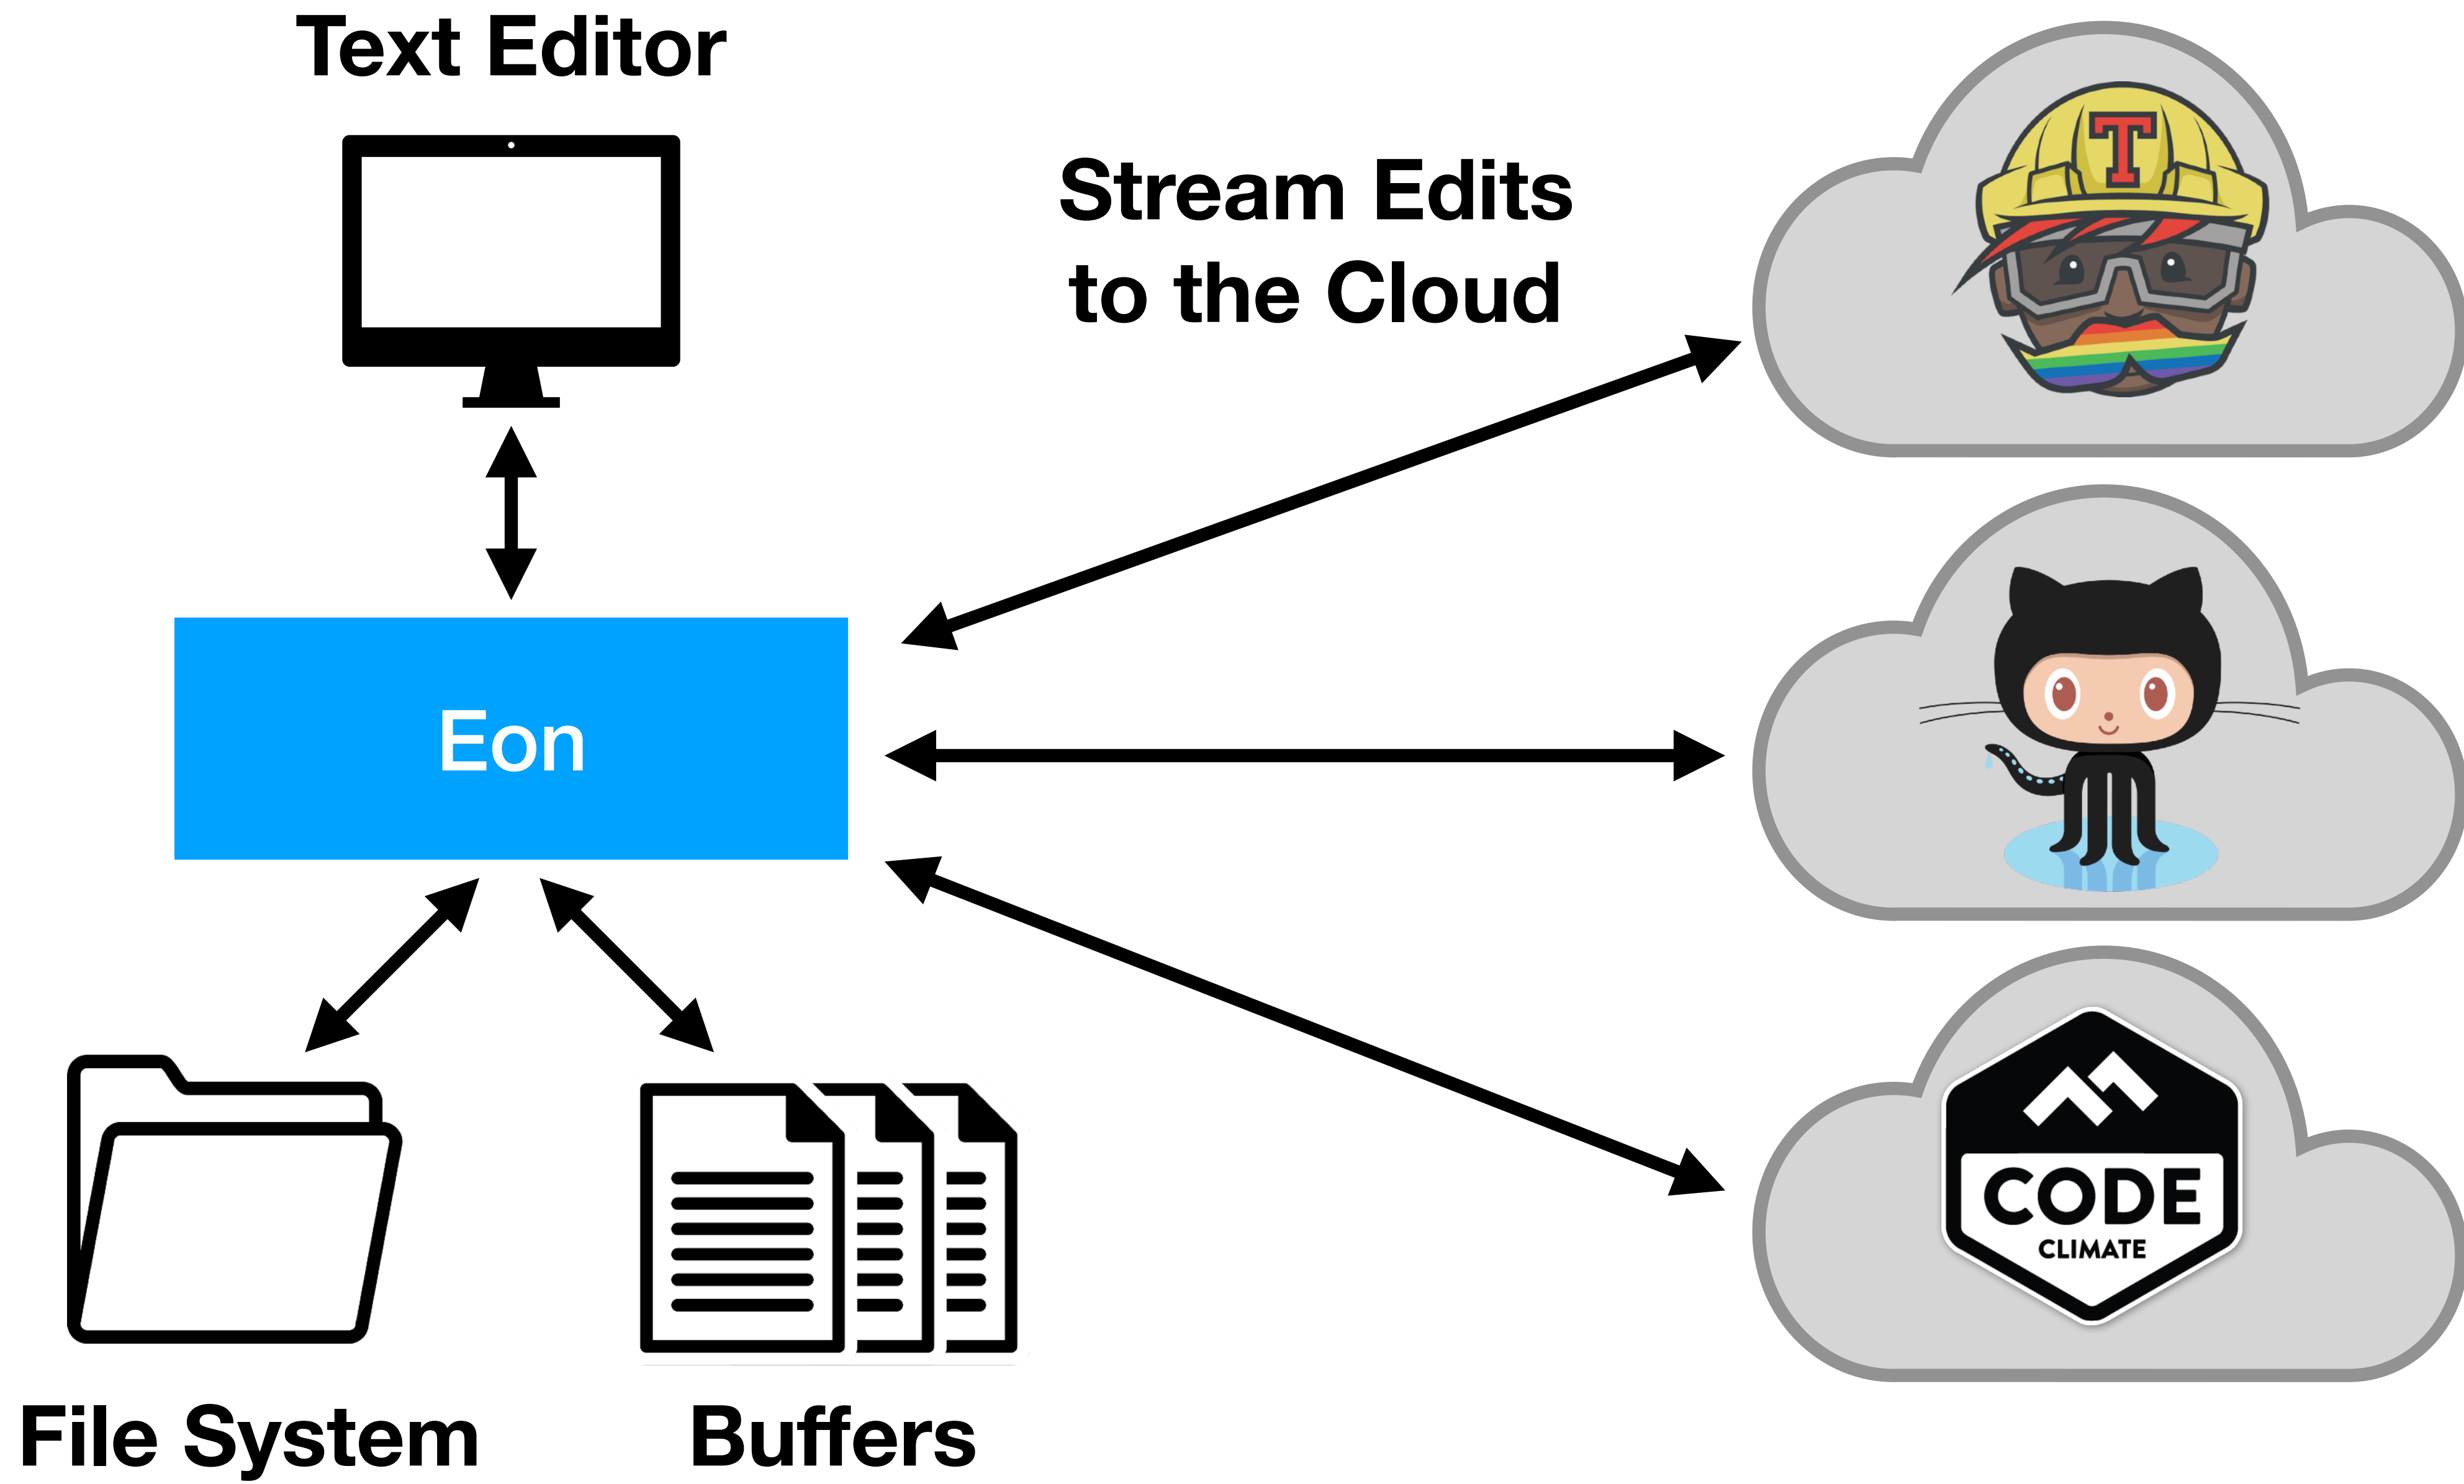 Text Editor
Stream Edits
to the Cloud
T
Eon
CODE
CLIMATE
File System
Buffers